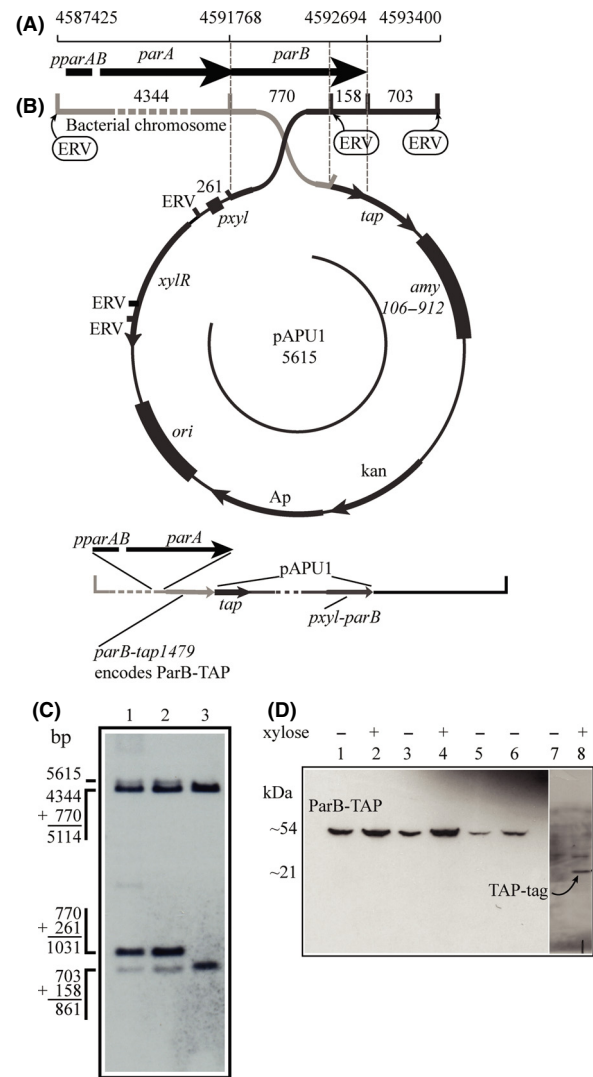 (A)
4587425 4591768 4592694 4593400
pparAB parA parB
(B)
4344 770 158 703
Bacterial chromosome
ERV ERV ERV
261
ERV
pxyl
tap
xylR
amy
106–912
ERV
ERV
pAPU1
5615
ori
kan
Ap
pparAB parA
pAPU1
tap
pxyl-parB
parB-tap1479
encodes ParB-TAP
(C)
1 2 3
bp
5615
4344
+ 770
5114
770
+ 261
1031
703
+ 158
861
(D)
xylose – + – + – – – +
1 2 3 4 5 6 7 8
kDa
ParB-TAP
~54
~21
TAP-tag